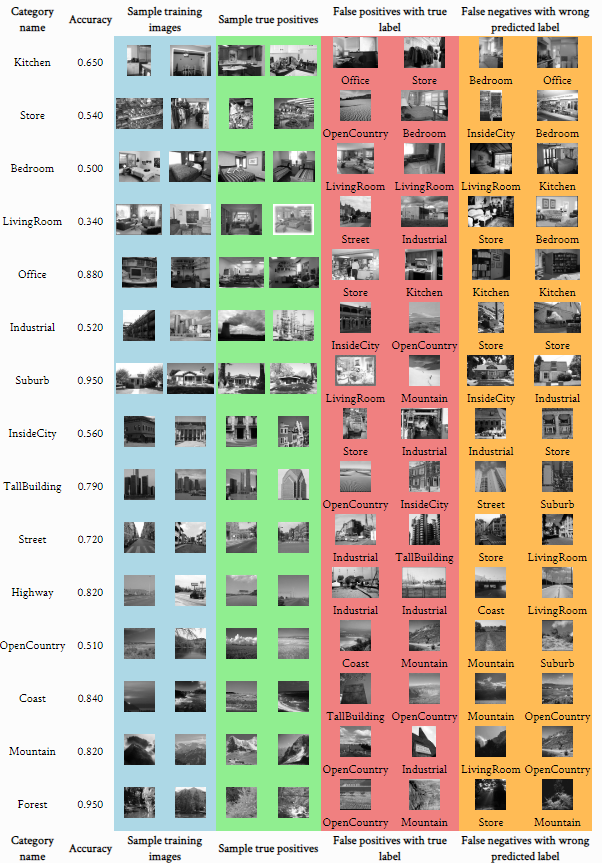 Category name Accuracy Sample training images Sample true positives False positives with true label False negatives with wrong predicted label
Kitchen 0.650 Office Store Bedroom Office
Store 0.540 OpenCountry Bedroom InsideCity Bedroom
Bedroom 0.500 LivingRoom LivingRoom LivingRoom Kitchen
LivingRoom 0.340 Street Industrial Store Bedroom
Office 0.880 Store Kitchen Kitchen Kitchen
Industrial 0.520 InsideCity OpenCountry Store Store
Suburb 0.950 LivingRoom Mountain InsideCity Industrial
InsideCity 0.560 Store Industrial Industrial Store
TallBuilding 0.790 OpenCountry InsideCity Street Suburb
Street 0.720 Industrial TallBuilding Store LivingRoom
Highway 0.820 Industrial Industrial Coast LivingRoom
OpenCountry 0.510 Coast Mountain Mountain Suburb
Coast 0.840 TallBuilding OpenCountry Mountain OpenCountry
Mountain 0.820 OpenCountry Industrial LivingRoom OpenCountry
Forest 0.950 OpenCountry Mountain Store Mountain
Category name Accuracy Sample training images Sample true positives False positives with true label False negatives with wrong predicted label